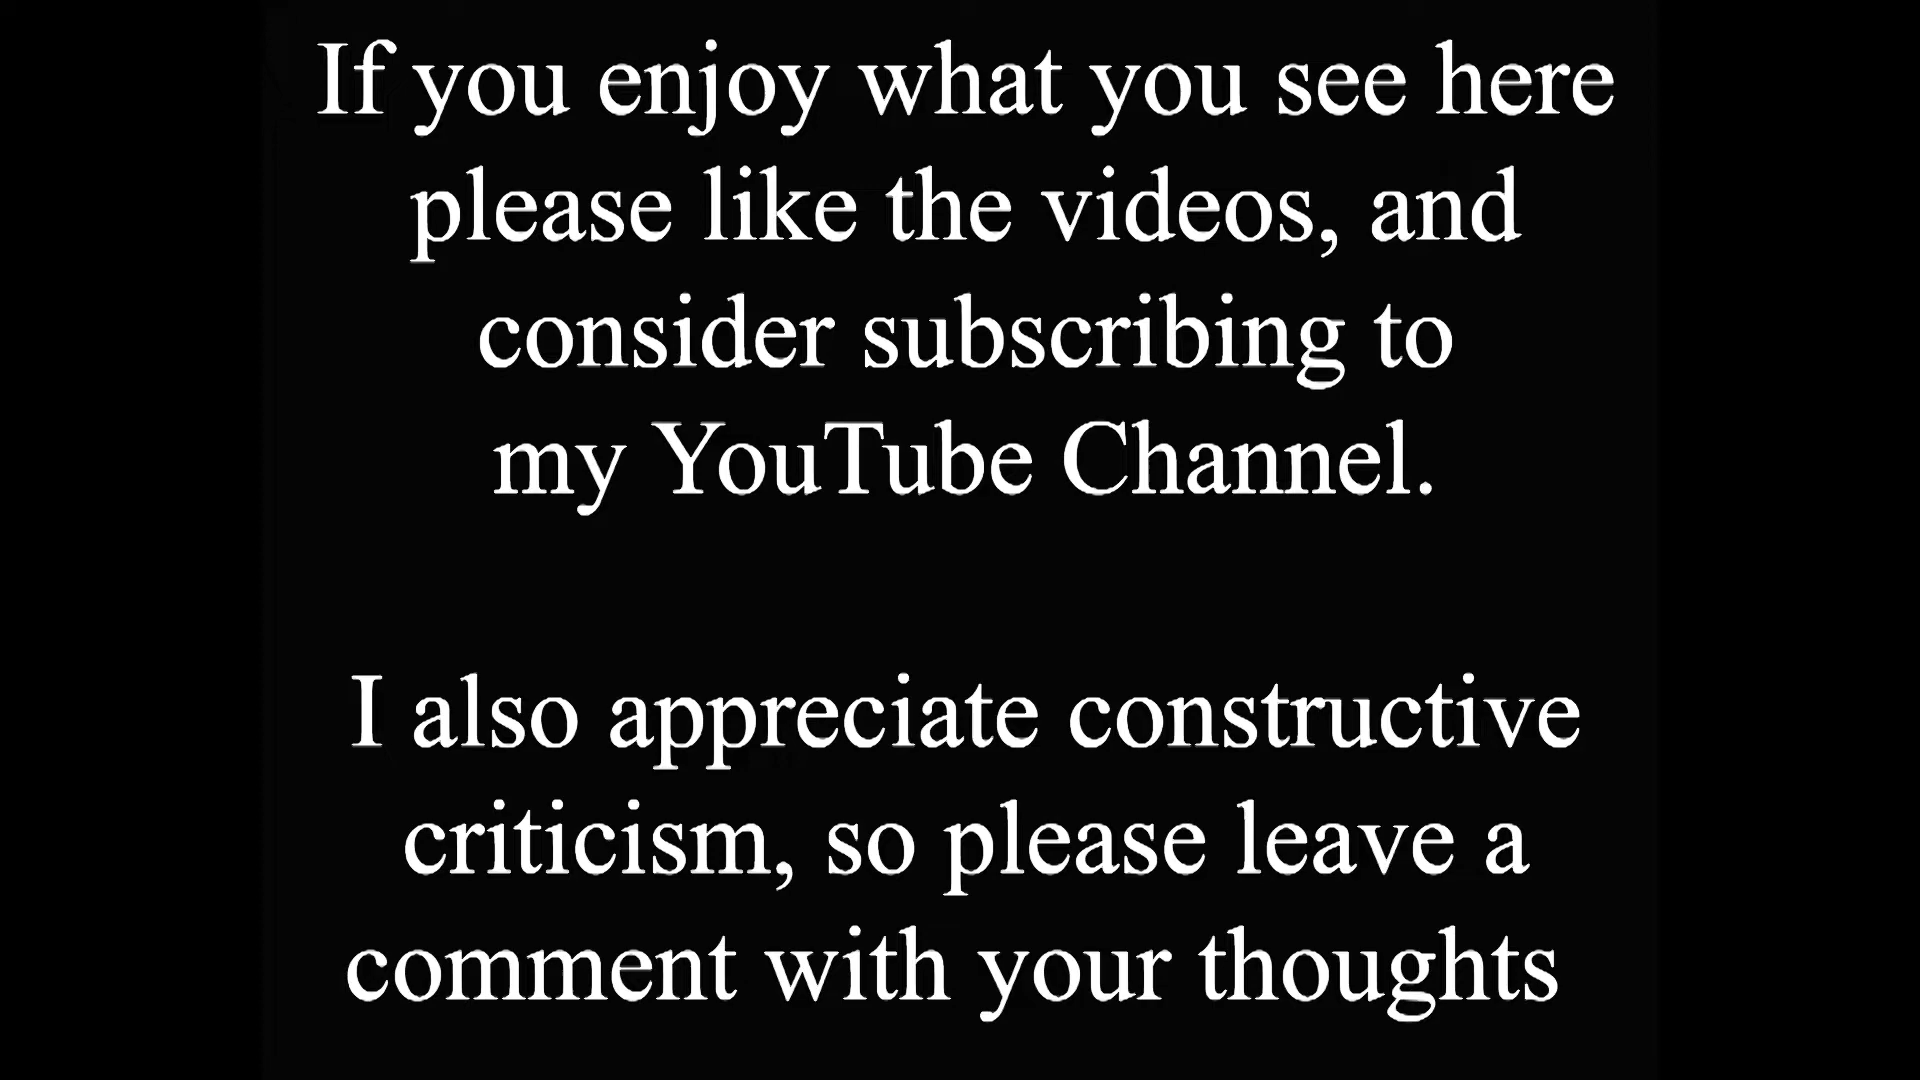 If you enjoy what you see here
please like the videos, and
consider subscribing to
my YouTube Channel.
I also appreciate constructive
criticism, so please leave a
comment with your thoughts